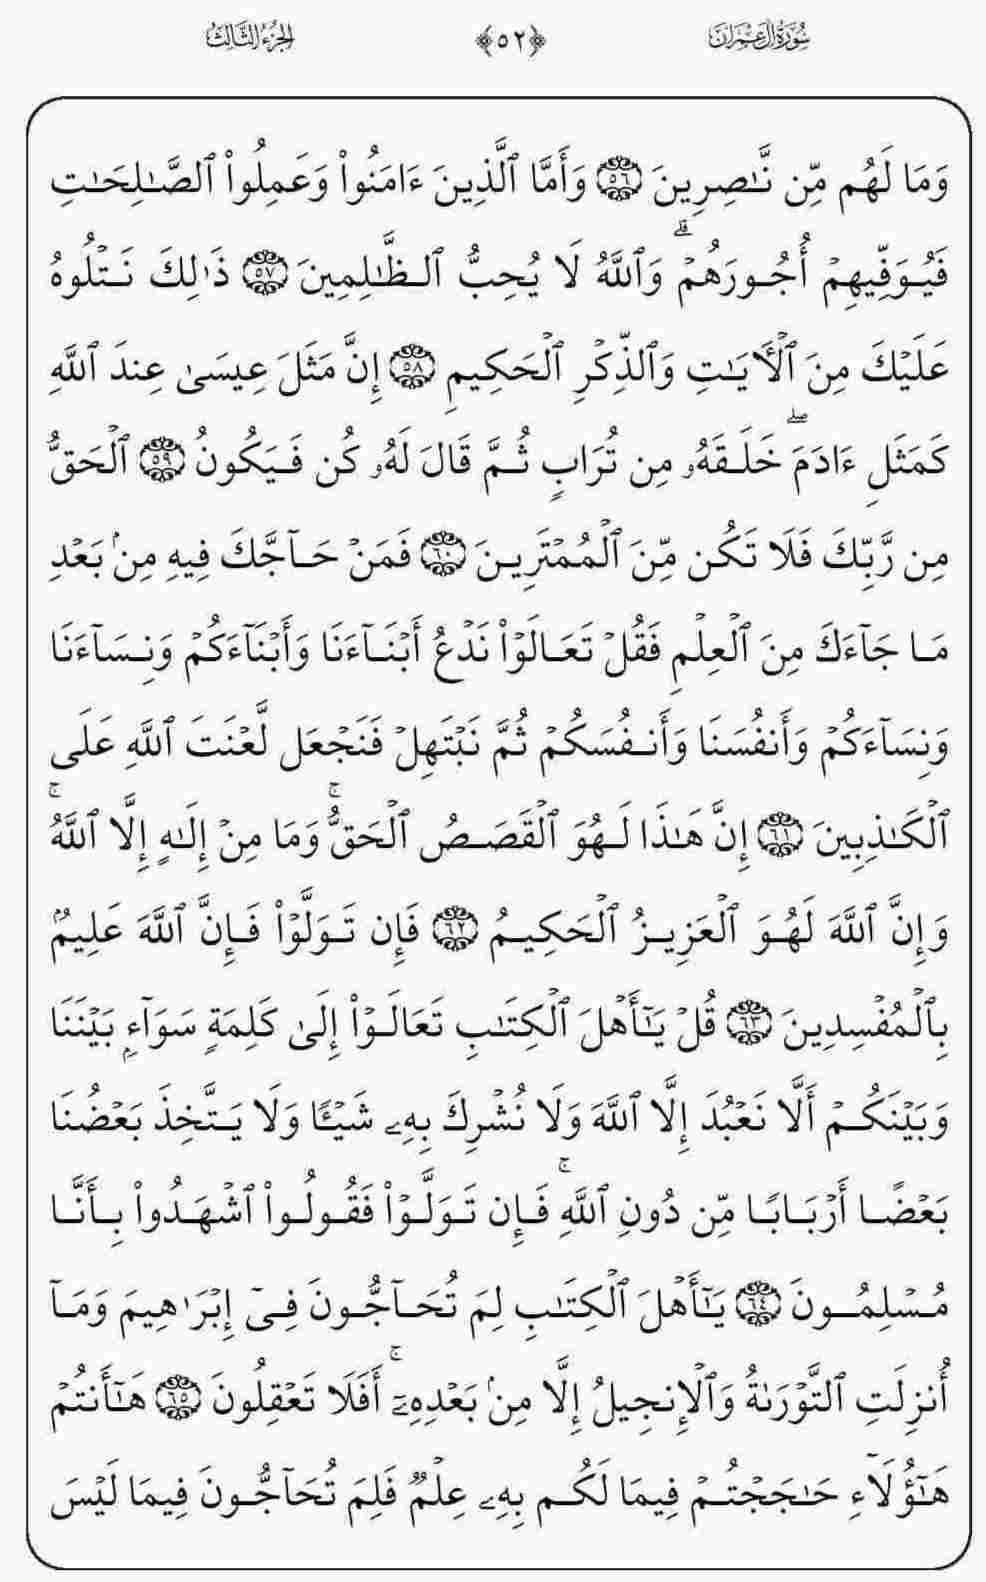 سُورَةُ آلِ عِمْرَانَ ﴿٥٢﴾ الجُزْءُ الثَّالِثُ
وَمَا لَهُم مِّن نَّـٰصِرِينَ ٥٦ وَأَمَّا ٱلَّذِينَ ءَامَنُوا۟ وَعَمِلُوا۟ ٱلصَّـٰلِحَـٰتِ
فَيُوَفِّيهِمْ أُجُورَهُمْ ۗ وَٱللَّهُ لَا يُحِبُّ ٱلظَّـٰلِمِينَ ٥٧ ذَٰلِكَ نَتْلُوهُ
عَلَيْكَ مِنَ ٱلْـَٔايَـٰتِ وَٱلذِّكْرِ ٱلْحَكِيمِ ٥٨ إِنَّ مَثَلَ عِيسَىٰ عِندَ ٱللَّهِ
كَمَثَلِ ءَادَمَ ۖ خَلَقَهُۥ مِن تُرَابٍ ثُمَّ قَالَ لَهُۥ كُن فَيَكُونُ ٥٩ ٱلْحَقُّ
مِن رَّبِّكَ فَلَا تَكُن مِّنَ ٱلْمُمْتَرِينَ ٦٠ فَمَنْ حَآجَّكَ فِيهِ مِنۢ بَعْدِ
مَا جَآءَكَ مِنَ ٱلْعِلْمِ فَقُلْ تَعَالَوْا۟ نَدْعُ أَبْنَآءَنَا وَأَبْنَآءَكُمْ وَنِسَآءَنَا
وَنِسَآءَكُمْ وَأَنفُسَنَا وَأَنفُسَكُمْ ثُمَّ نَبْتَهِلْ فَنَجْعَل لَّعْنَتَ ٱللَّهِ عَلَى
ٱلْكَـٰذِبِينَ ٦١ إِنَّ هَـٰذَا لَهُوَ ٱلْقَصَصُ ٱلْحَقُّ ۚ وَمَا مِنْ إِلَـٰهٍ إِلَّا ٱللَّهُ ۚ
وَإِنَّ ٱللَّهَ لَهُوَ ٱلْعَزِيزُ ٱلْحَكِيمُ ٦٢ فَإِن تَوَلَّوْا۟ فَإِنَّ ٱللَّهَ عَلِيمٌۢ
بِٱلْمُفْسِدِينَ ٦٣ قُلْ يَـٰٓأَهْلَ ٱلْكِتَـٰبِ تَعَالَوْا۟ إِلَىٰ كَلِمَةٍ سَوَآءٍۭ بَيْنَنَا
وَبَيْنَكُمْ أَلَّا نَعْبُدَ إِلَّا ٱللَّهَ وَلَا نُشْرِكَ بِهِۦ شَيْـًٔا وَلَا يَتَّخِذَ بَعْضُنَا
بَعْضًا أَرْبَابًا مِّن دُونِ ٱللَّهِ ۚ فَإِن تَوَلَّوْا۟ فَقُولُوا۟ ٱشْهَدُوا۟ بِأَنَّا
مُسْلِمُونَ ٦٤ يَـٰٓأَهْلَ ٱلْكِتَـٰبِ لِمَ تُحَآجُّونَ فِىٓ إِبْرَٰهِيمَ وَمَآ
أُنزِلَتِ ٱلتَّوْرَىٰةُ وَٱلْإِنجِيلُ إِلَّا مِنۢ بَعْدِهِۦٓ ۚ أَفَلَا تَعْقِلُونَ ٦٥ هَـٰٓأَنتُمْ
هَـٰٓؤُلَآءِ حَـٰجَجْتُمْ فِيمَا لَكُم بِهِۦ عِلْمٌ فَلِمَ تُحَآجُّونَ فِيمَا لَيْسَ